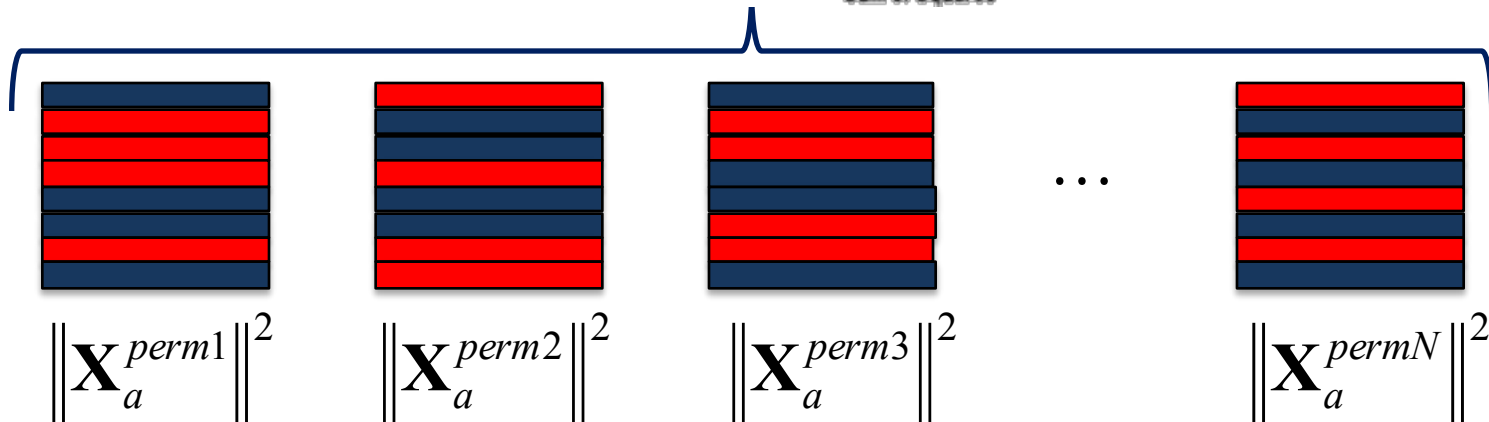 ...
‖X_a^{perm1}‖² ‖X_a^{perm2}‖² ‖X_a^{perm3}‖² ‖X_a^{permN}‖²